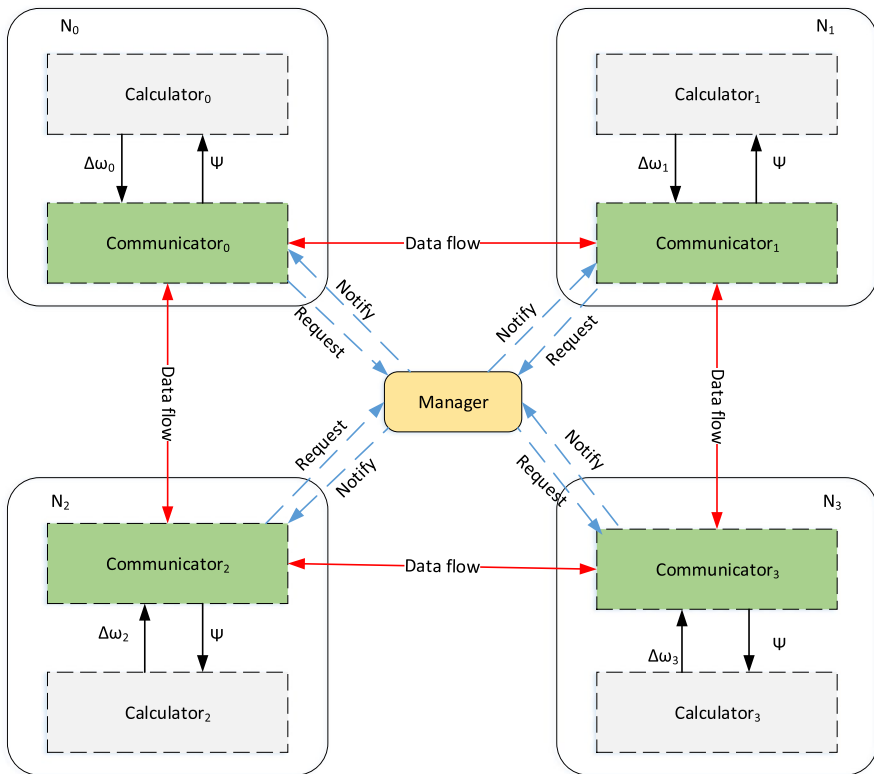 N₀
N₁
Calculator₀
Calculator₁
Δω₀
Ψ
Δω₁
Ψ
Communicator₀
Data flow
Communicator₁
Notify
Request
Notify
Request
Data flow
Manager
Data flow
Request
Notify
Notify
Request
N₂
N₃
Communicator₂
Data flow
Communicator₃
Δω₂
Ψ
Δω₃
Ψ
Calculator₂
Calculator₃